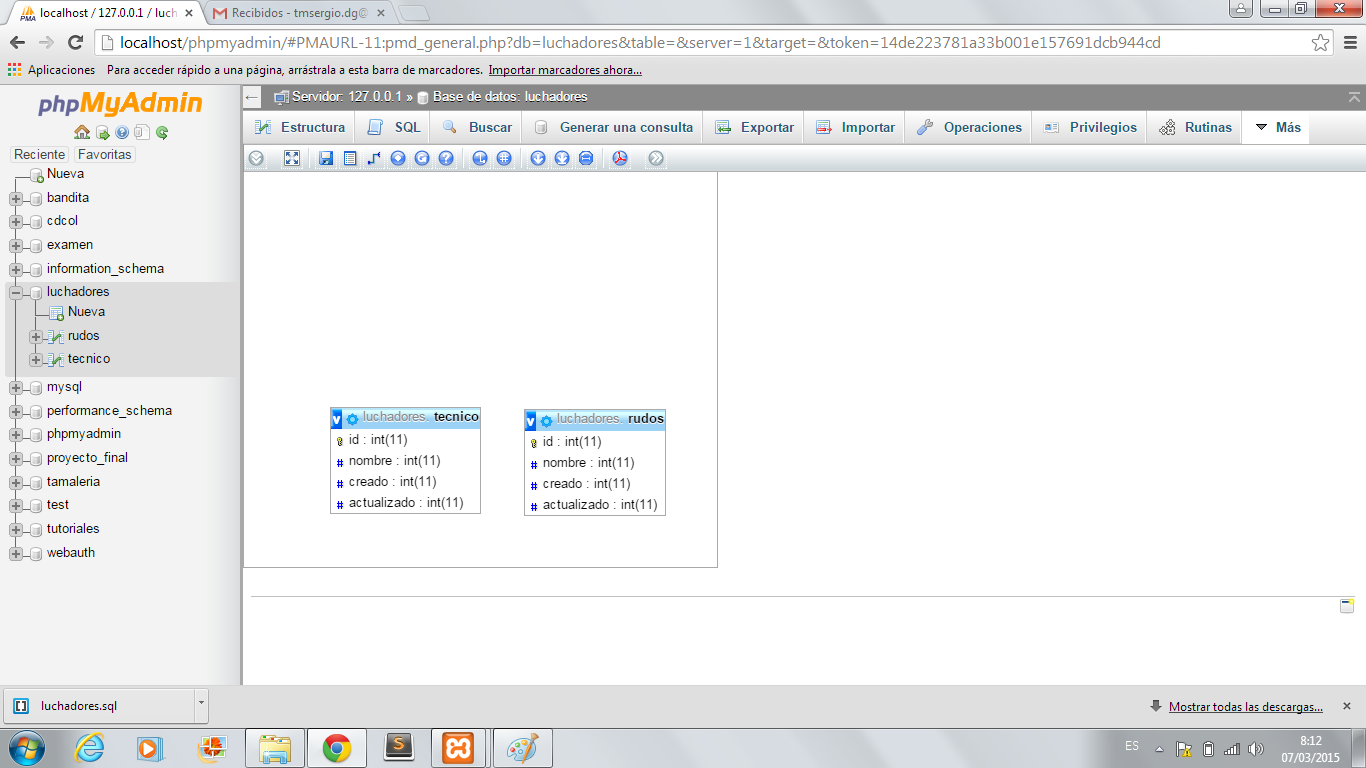 localhost / 127.0.0.1 / luch
Recibidos - tmsergio.dg@
localhost/phpmyadmin/#PMAURL-11:pmd_general.php?db=luchadores&table=&server=1&target=&token=14de223781a33b001e157691dcb944cd
Aplicaciones Para acceder rápido a una página, arrástrala a esta barra de marcadores. Importar marcadores ahora...
phpMyAdmin
Reciente Favoritas
Nueva
bandita
cdcol
examen
information_schema
luchadores
Nueva
rudos
tecnico
mysql
performance_schema
phpmyadmin
proyecto_final
tamaleria
test
tutoriales
webauth
Servidor: 127.0.0.1 » Base de datos: luchadores
Estructura SQL Buscar Generar una consulta Exportar Importar Operaciones Privilegios Rutinas Más
v luchadores. tecnico
id : int(11)
nombre : int(11)
creado : int(11)
actualizado : int(11)
v luchadores. rudos
id : int(11)
nombre : int(11)
creado : int(11)
actualizado : int(11)
luchadores.sql
Mostrar todas las descargas...
ES
8:12
07/03/2015